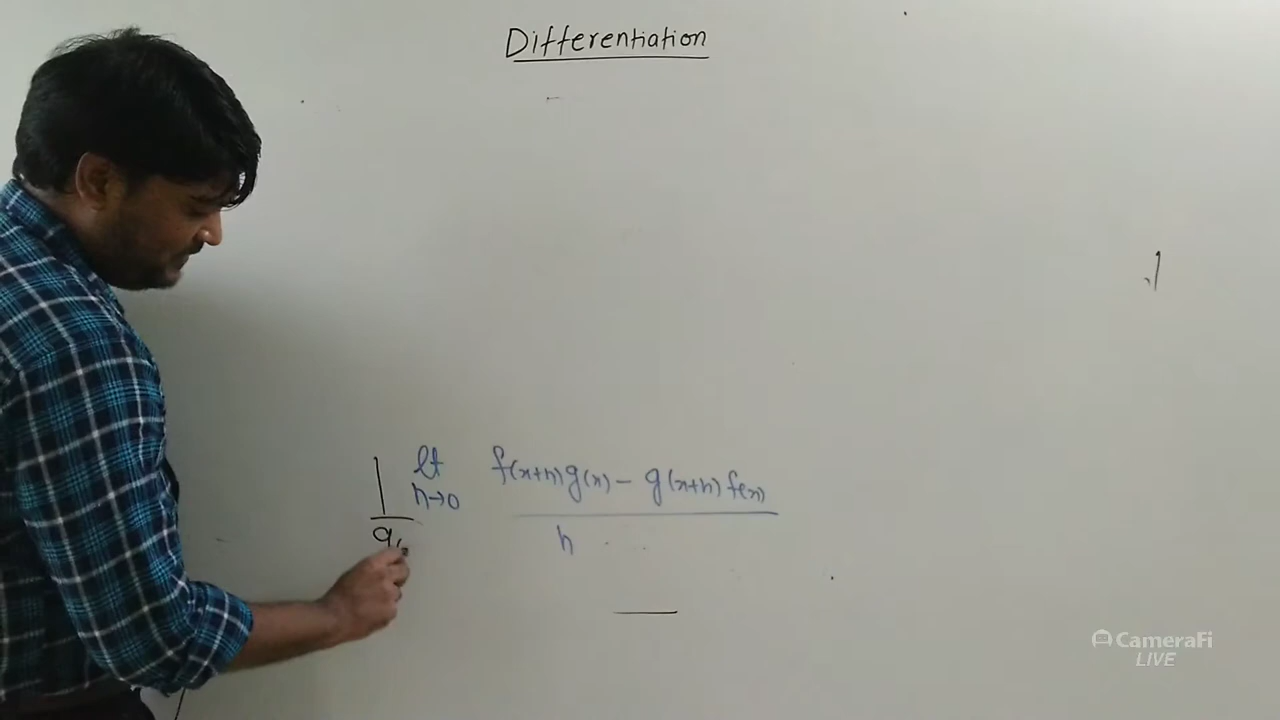 Differentiation
1 lt f(x+h)g(x) - g(x+h) f(x)
g( h→0 h
CameraFi
LIVE